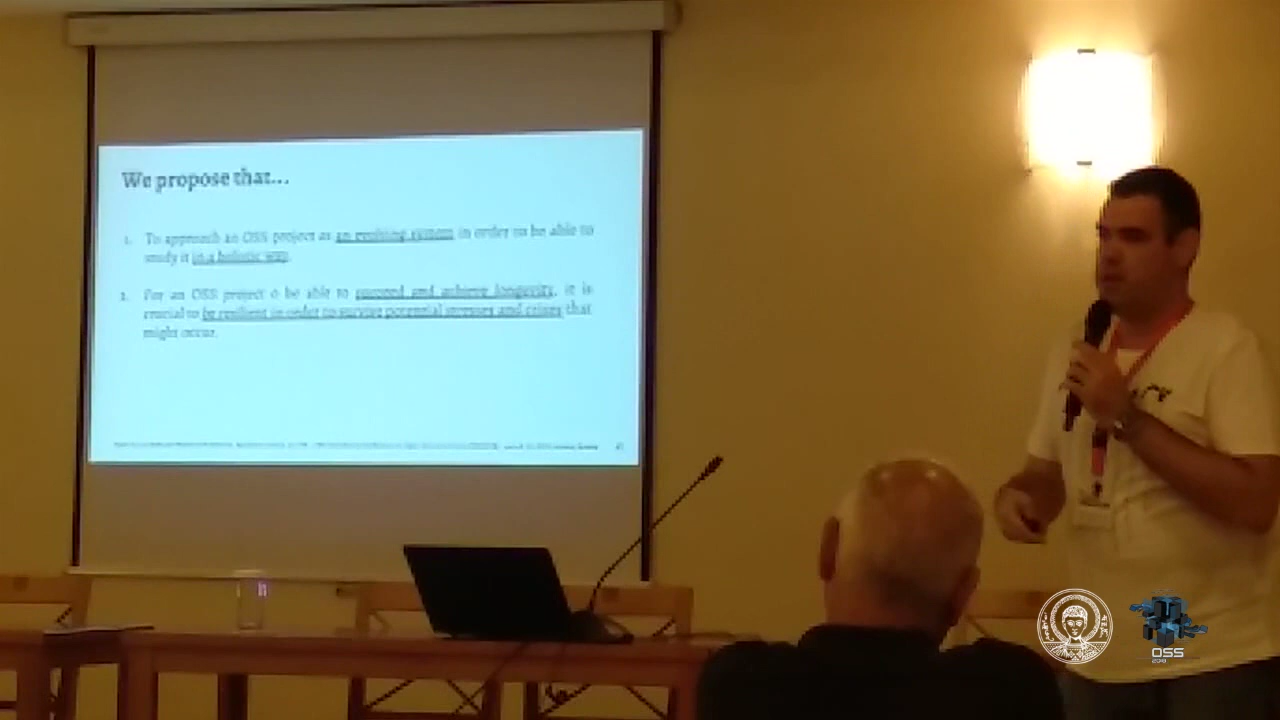 We propose that...
1. To approach an OSS project as an evolving system in order to be able to
study it in a holistic way.
2. For an OSS project o be able to succeed and achieve longevity, it is
crucial to be resilient in order to survive potential stresses and crises that
might occur.
OSS